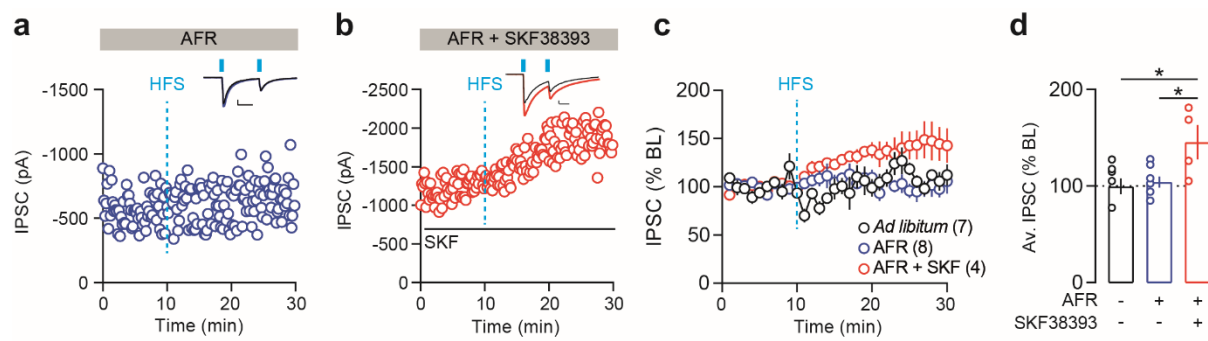 a
AFR
HFS
-1500
-1000
-500
0
IPSC (pA)
0 10 20 30
Time (min)
b
AFR + SKF38393
HFS
-2500
-2000
-1500
-1000
-500
0
IPSC (pA)
SKF
0 10 20 30
Time (min)
c
HFS
200
150
100
50
0
IPSC (% BL)
Ad libitum (7)
AFR (8)
AFR + SKF (4)
0 10 20 30
Time (min)
d
* 
*
200
100
0
Av. IPSC (% BL)
AFR - + +
SKF38393 - - +